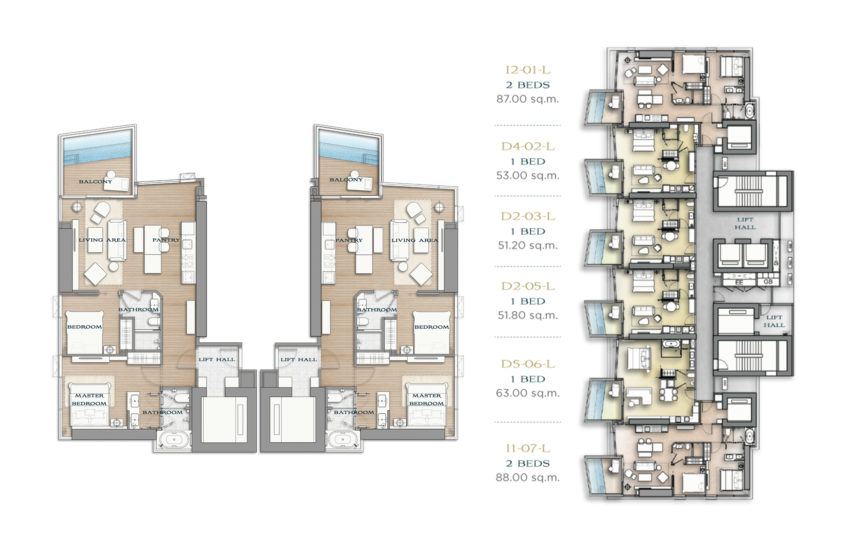 BALCONY
LIVING AREA
PANTRY
BATHROOM
BEDROOM
LIFT HALL
MASTER
BEDROOM
BATHROOM
BALCONY
PANTRY
LIVING AREA
BATHROOM
BEDROOM
LIFT HALL
BATHROOM
MASTER
BEDROOM
I2-01-L
2 BEDS
87.00 sq.m.
D4-02-L
1 BED
53.00 sq.m.
D2-03-L
1 BED
51.20 sq.m.
D2-05-L
1 BED
51.80 sq.m.
D5-06-L
1 BED
63.00 sq.m.
I1-07-L
2 BEDS
88.00 sq.m.
LIFT
HALL
EE
GB
LIFT
HALL